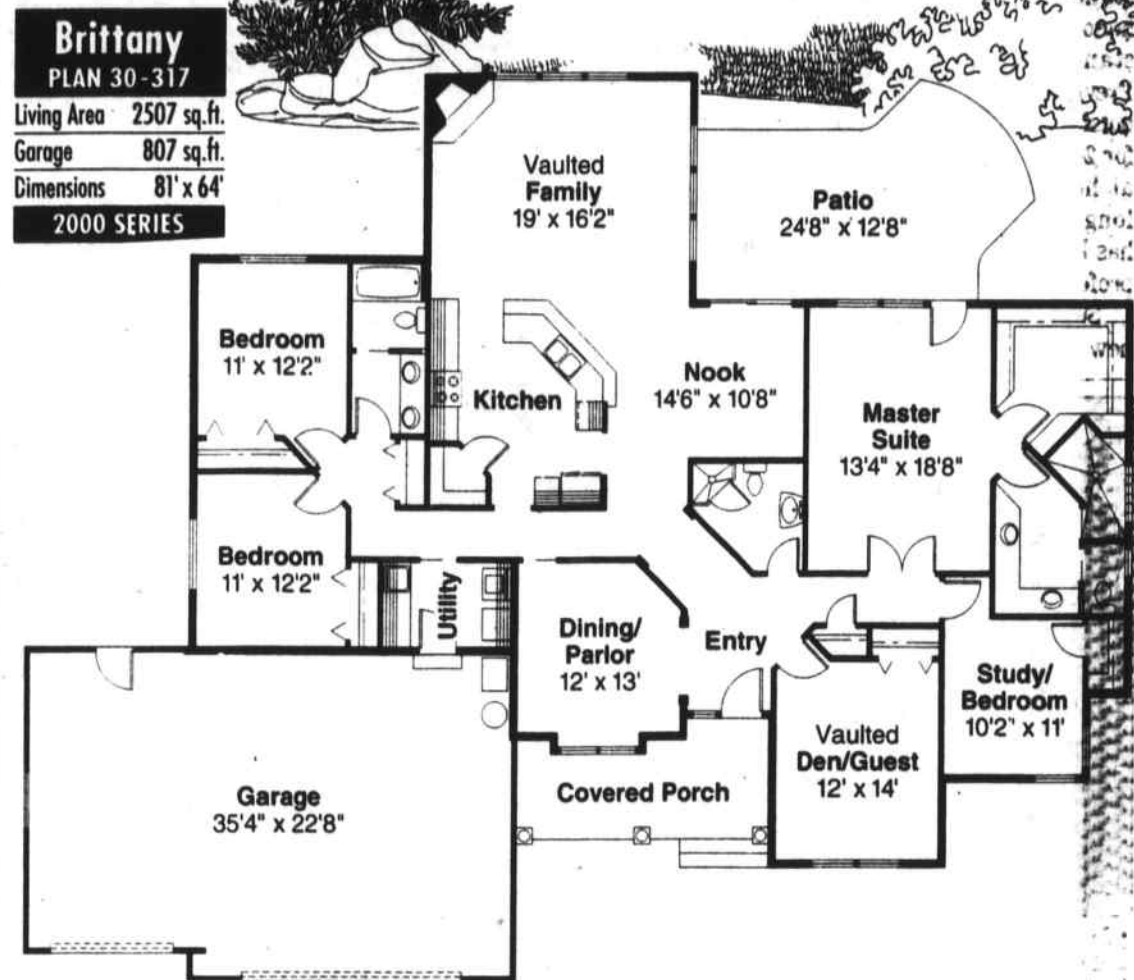 Brittany
PLAN 30-317
Living Area 2507 sq.ft.
Garage 807 sq.ft.
Dimensions 81' x 64'
2000 SERIES
Vaulted
Family
19' x 16'2"
Patio
24'8" x 12'8"
Bedroom
11' x 12'2"
Kitchen
Nook
14'6" x 10'8"
Master
Suite
13'4" x 18'8"
Bedroom
11' x 12'2"
Utility
Dining/
Parlor
12' x 13'
Entry
Study/
Bedroom
10'2" x 11'
Vaulted
Den/Guest
12' x 14'
Covered Porch
Garage
35'4" x 22'8"